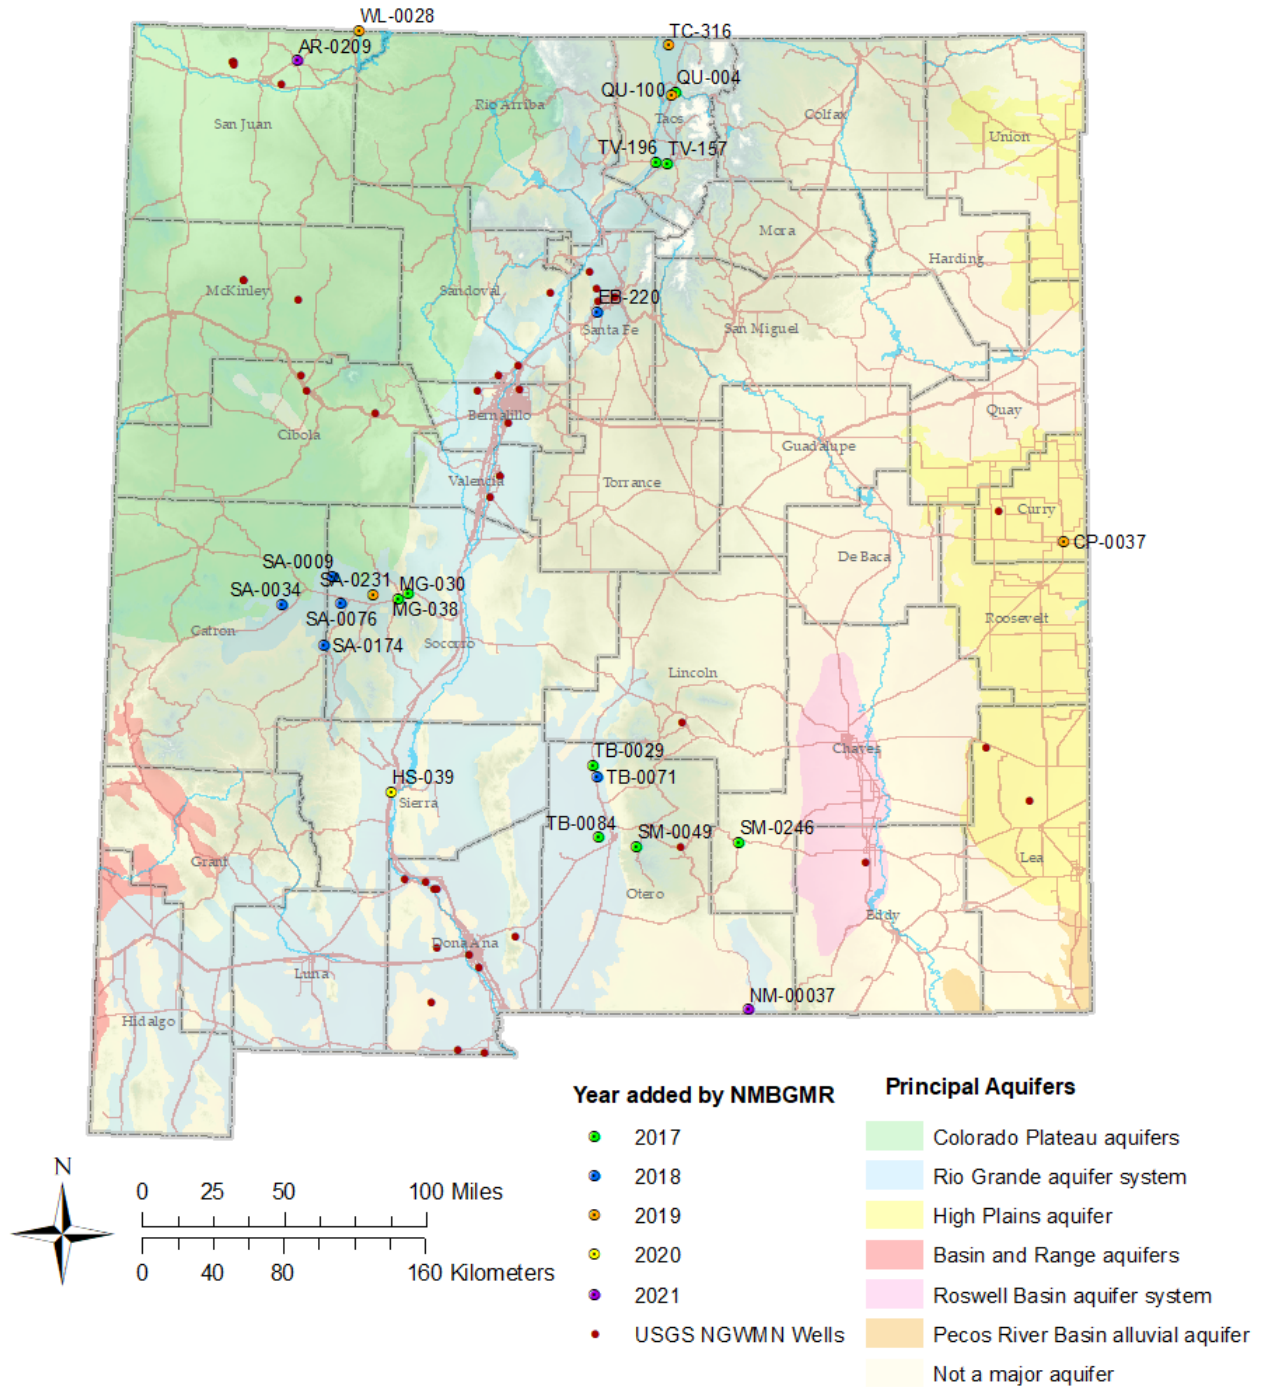 WL-0028
TC-316
AR-0209
QU-004
QU-100
Rio Arriba
Taos
Colfax
San Juan
Union
TV-196
TV-157
Mora
Harding
McKinley
Sandoval
EB-220
Santa Fe
San Miguel
Quay
Bernalillo
Cibola
Guadalupe
Valencia
Torrance
Curry
CP-0037
De Baca
SA-0009
SA-0231
MG-030
SA-0034
MG-038
SA-0076
Roosevelt
Catron
SA-0174
Socorro
Lincoln
TB-0029
Chaves
HS-039
TB-0071
Sierra
TB-0084
SM-0049
SM-0246
Grant
Lea
Otero
Eddy
Dona Ana
Luna
NM-00037
Hidalgo
Year added by NMBGMR
2017
2018
2019
2020
2021
USGS NGWMN Wells
Principal Aquifers
Colorado Plateau aquifers
Rio Grande aquifer system
High Plains aquifer
Basin and Range aquifers
Roswell Basin aquifer system
Pecos River Basin alluvial aquifer
Not a major aquifer
N
0 25 50 100 Miles
0 40 80 160 Kilometers